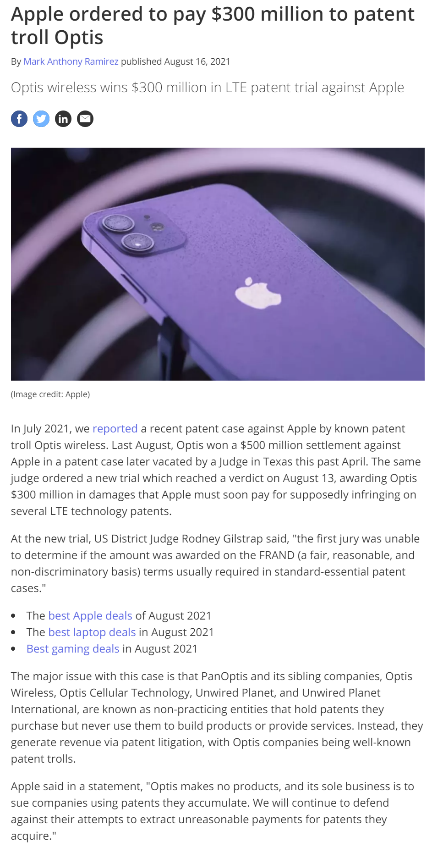 Apple ordered to pay $300 million to patent
troll Optis
By Mark Anthony Ramirez published August 16, 2021
Optis wireless wins $300 million in LTE patent trial against Apple
(Image credit: Apple)
In July 2021, we reported a recent patent case against Apple by known patent
troll Optis wireless. Last August, Optis won a $500 million settlement against
Apple in a patent case later vacated by a Judge in Texas this past April. The same
judge ordered a new trial which reached a verdict on August 13, awarding Optis
$300 million in damages that Apple must soon pay for supposedly infringing on
several LTE technology patents.
At the new trial, US District Judge Rodney Gilstrap said, "the first jury was unable
to determine if the amount was awarded on the FRAND (a fair, reasonable, and
non-discriminatory basis) terms usually required in standard-essential patent
cases."
• The best Apple deals of August 2021
• The best laptop deals in August 2021
• Best gaming deals in August 2021
The major issue with this case is that PanOptis and its sibling companies, Optis
Wireless, Optis Cellular Technology, Unwired Planet, and Unwired Planet
International, are known as non-practicing entities that hold patents they
purchase but never use them to build products or provide services. Instead, they
generate revenue via patent litigation, with Optis companies being well-known
patent trolls.
Apple said in a statement, "Optis makes no products, and its sole business is to
sue companies using patents they accumulate. We will continue to defend
against their attempts to extract unreasonable payments for patents they
acquire."